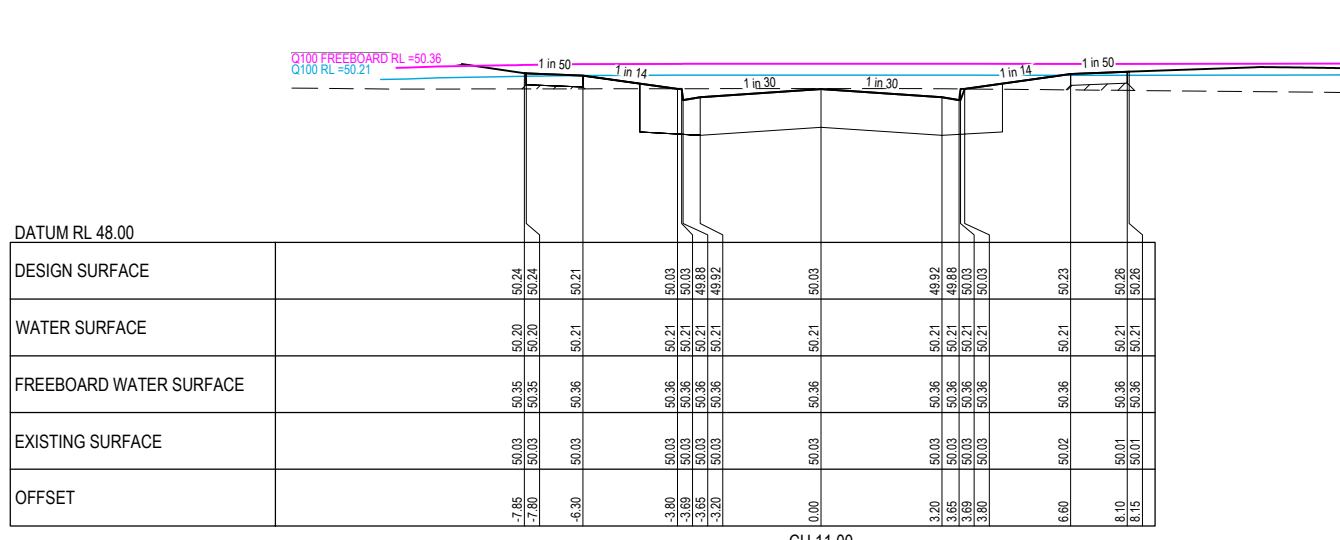 Q100 FREEBOARD RL =50.36
Q100 RL =50.21
1 in 50
1 in 14
1 in 30
1 in 30
1 in 14
1 in 50
DATUM RL 48.00
DESIGN SURFACE 50.24 50.24 50.21 50.03 50.03 49.88 49.92 50.03 49.92 49.88 50.03 50.03 50.23 50.26 50.26
WATER SURFACE 50.20 50.20 50.21 50.21 50.21 50.21 50.21 50.21 50.21 50.21 50.21 50.21 50.21 50.21 50.21
FREEBOARD WATER SURFACE 50.35 50.35 50.36 50.36 50.36 50.36 50.36 50.36 50.36 50.36 50.36 50.36 50.36 50.36 50.36
EXISTING SURFACE 50.03 50.03 50.03 50.03 50.03 50.03 50.03 50.03 50.03 50.03 50.03 50.03 50.02 50.01 50.01
OFFSET -7.85 -7.80 -6.30 -3.80 -3.69 -3.65 -3.20 0.00 3.20 3.65 3.69 3.80 6.60 8.10 8.15
CH 11.00